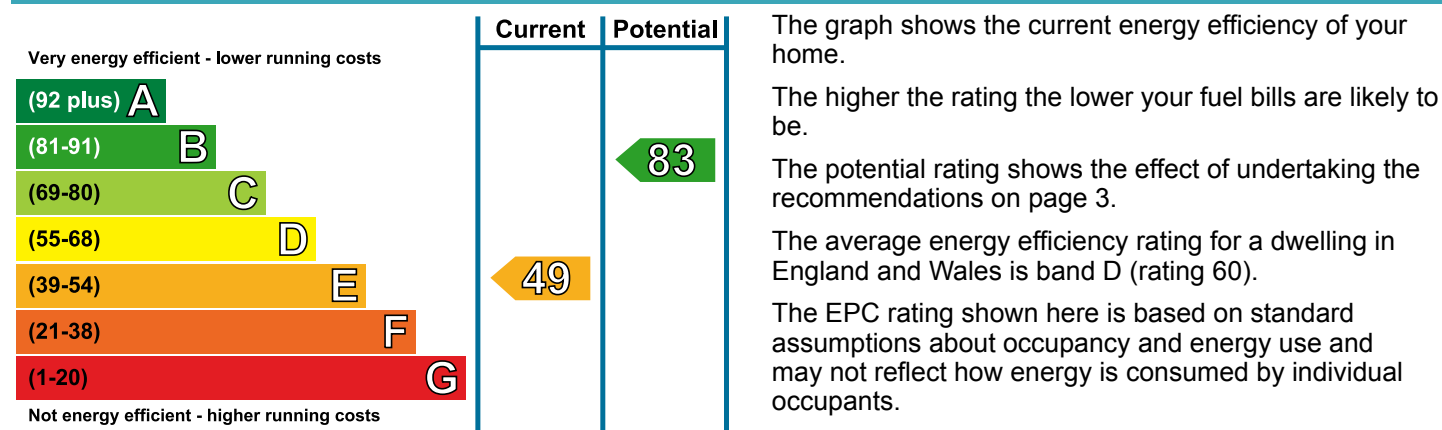 Current Potential
Very energy efficient - lower running costs
(92 plus) A
(81-91) B
83
(69-80) C
(55-68) D
(39-54) E
49
(21-38) F
(1-20) G
Not energy efficient - higher running costs
The graph shows the current energy efficiency of your
home.
The higher the rating the lower your fuel bills are likely to
be.
The potential rating shows the effect of undertaking the
recommendations on page 3.
The average energy efficiency rating for a dwelling in
England and Wales is band D (rating 60).
The EPC rating shown here is based on standard
assumptions about occupancy and energy use and
may not reflect how energy is consumed by individual
occupants.